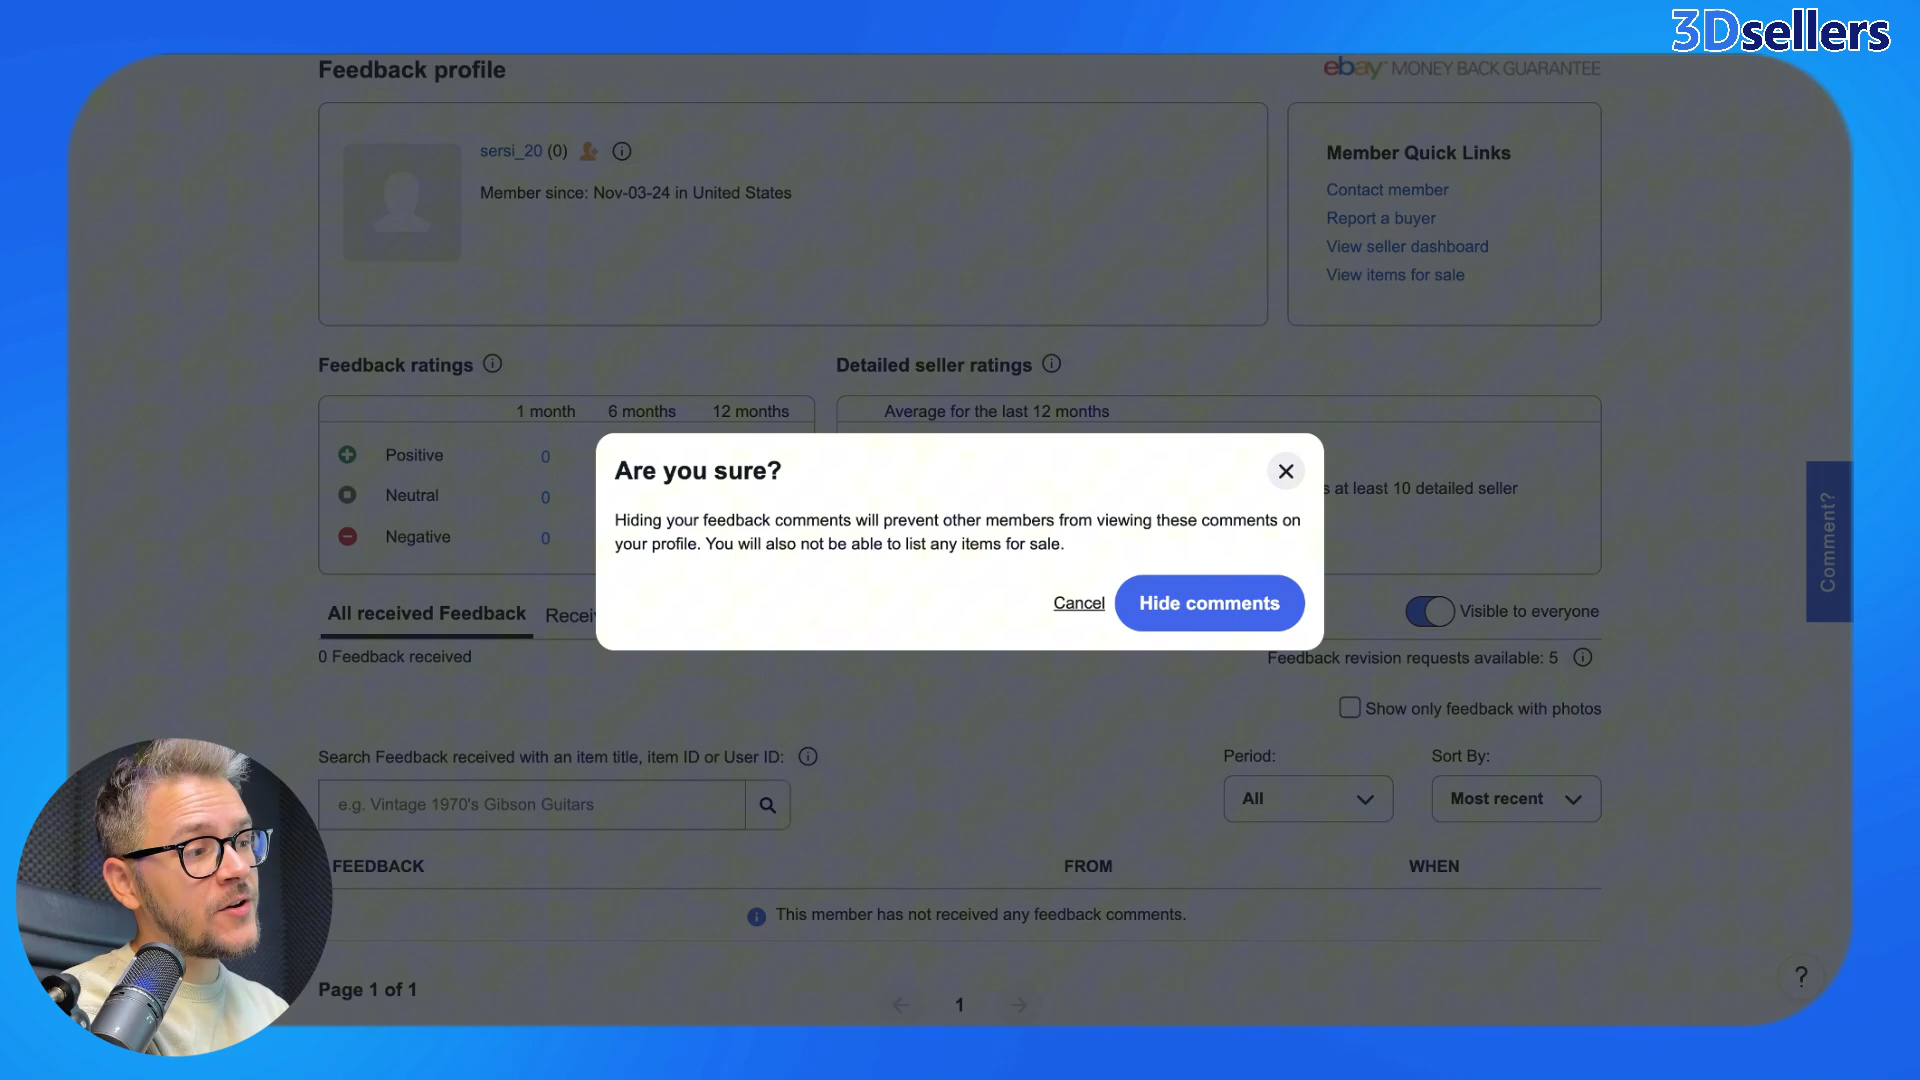 3Dsellers
Feedback profile
ebay MONEY BACK GUARANTEE
sersi_20 (0)
Member since: Nov-03-24 in United States
Member Quick Links
Contact member
Report a buyer
View seller dashboard
View items for sale
Feedback ratings
Detailed seller ratings
1 month 6 months 12 months
Average for the last 12 months
Positive 0
Neutral 0
Negative 0
s at least 10 detailed seller
Are you sure?
Hiding your feedback comments will prevent other members from viewing these comments on
your profile. You will also not be able to list any items for sale.
Cancel
Hide comments
Comment?
All received Feedback
Recei
Visible to everyone
0 Feedback received
Feedback revision requests available: 5
Show only feedback with photos
Search Feedback received with an item title, item ID or User ID:
Period:
Sort By:
e.g. Vintage 1970's Gibson Guitars
All
Most recent
FEEDBACK FROM WHEN
This member has not received any feedback comments.
Page 1 of 1
1
?